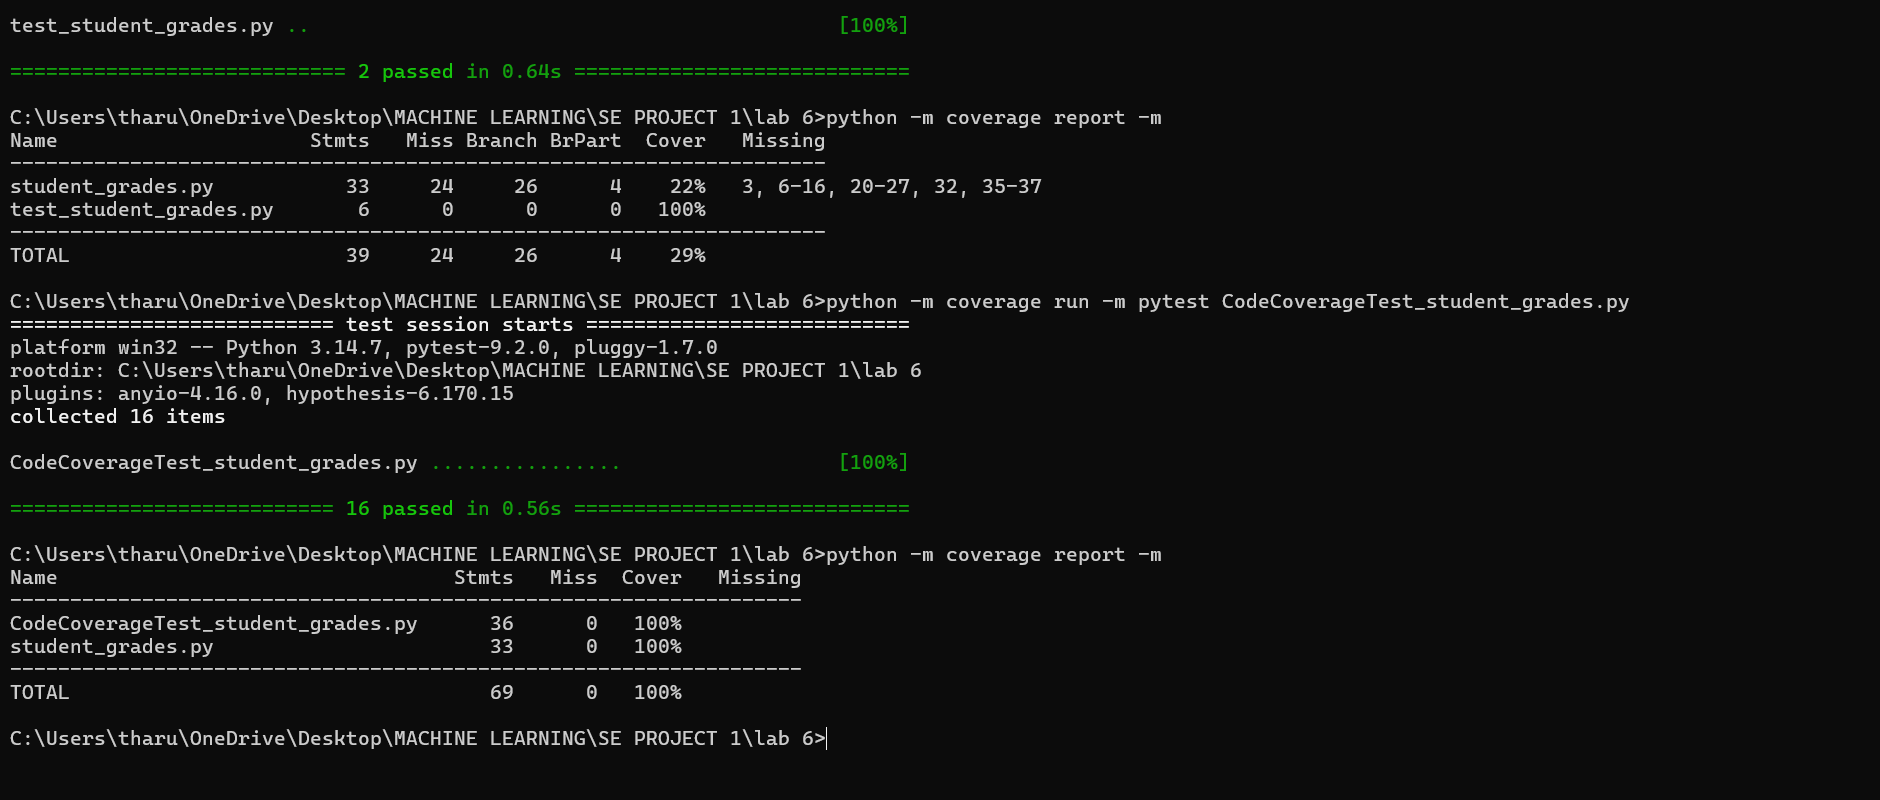 test_student_grades.py ..                                            [100%]
============================ 2 passed in 0.64s ============================
C:\Users\tharu\OneDrive\Desktop\MACHINE LEARNING\SE PROJECT 1\lab 6>python -m coverage report -m
Name                     Stmts   Miss Branch BrPart  Cover   Missing
--------------------------------------------------------------------
student_grades.py           33     24     26      4    22%   3, 6-16, 20-27, 32, 35-37
test_student_grades.py       6      0      0      0   100%
--------------------------------------------------------------------
TOTAL                       39     24     26      4    29%
C:\Users\tharu\OneDrive\Desktop\MACHINE LEARNING\SE PROJECT 1\lab 6>python -m coverage run -m pytest CodeCoverageTest_student_grades.py
=========================== test session starts ===========================
platform win32 -- Python 3.14.7, pytest-9.2.0, pluggy-1.7.0
rootdir: C:\Users\tharu\OneDrive\Desktop\MACHINE LEARNING\SE PROJECT 1\lab 6
plugins: anyio-4.16.0, hypothesis-6.170.15
collected 16 items
CodeCoverageTest_student_grades.py ................                  [100%]
=========================== 16 passed in 0.56s ============================
C:\Users\tharu\OneDrive\Desktop\MACHINE LEARNING\SE PROJECT 1\lab 6>python -m coverage report -m
Name                                 Stmts   Miss  Cover   Missing
------------------------------------------------------------------
CodeCoverageTest_student_grades.py      36      0   100%
student_grades.py                       33      0   100%
------------------------------------------------------------------
TOTAL                                   69      0   100%
C:\Users\tharu\OneDrive\Desktop\MACHINE LEARNING\SE PROJECT 1\lab 6>